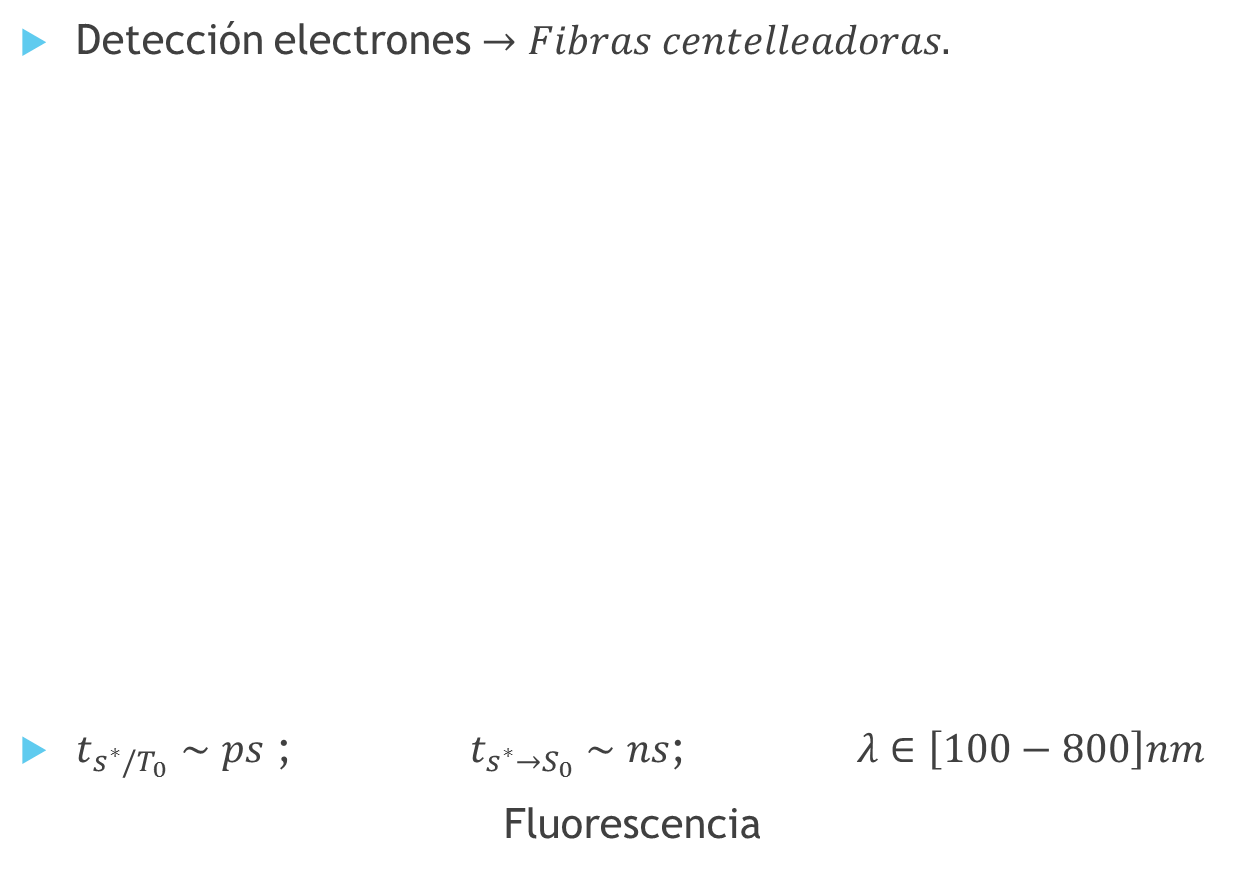 ▶ Detección electrones → Fibras centelleadoras.
▶ t_{s^*/T_0} ~ ps ; t_{s^*→S_0} ~ ns; λ ∈ [100 − 800]nm
Fluorescencia